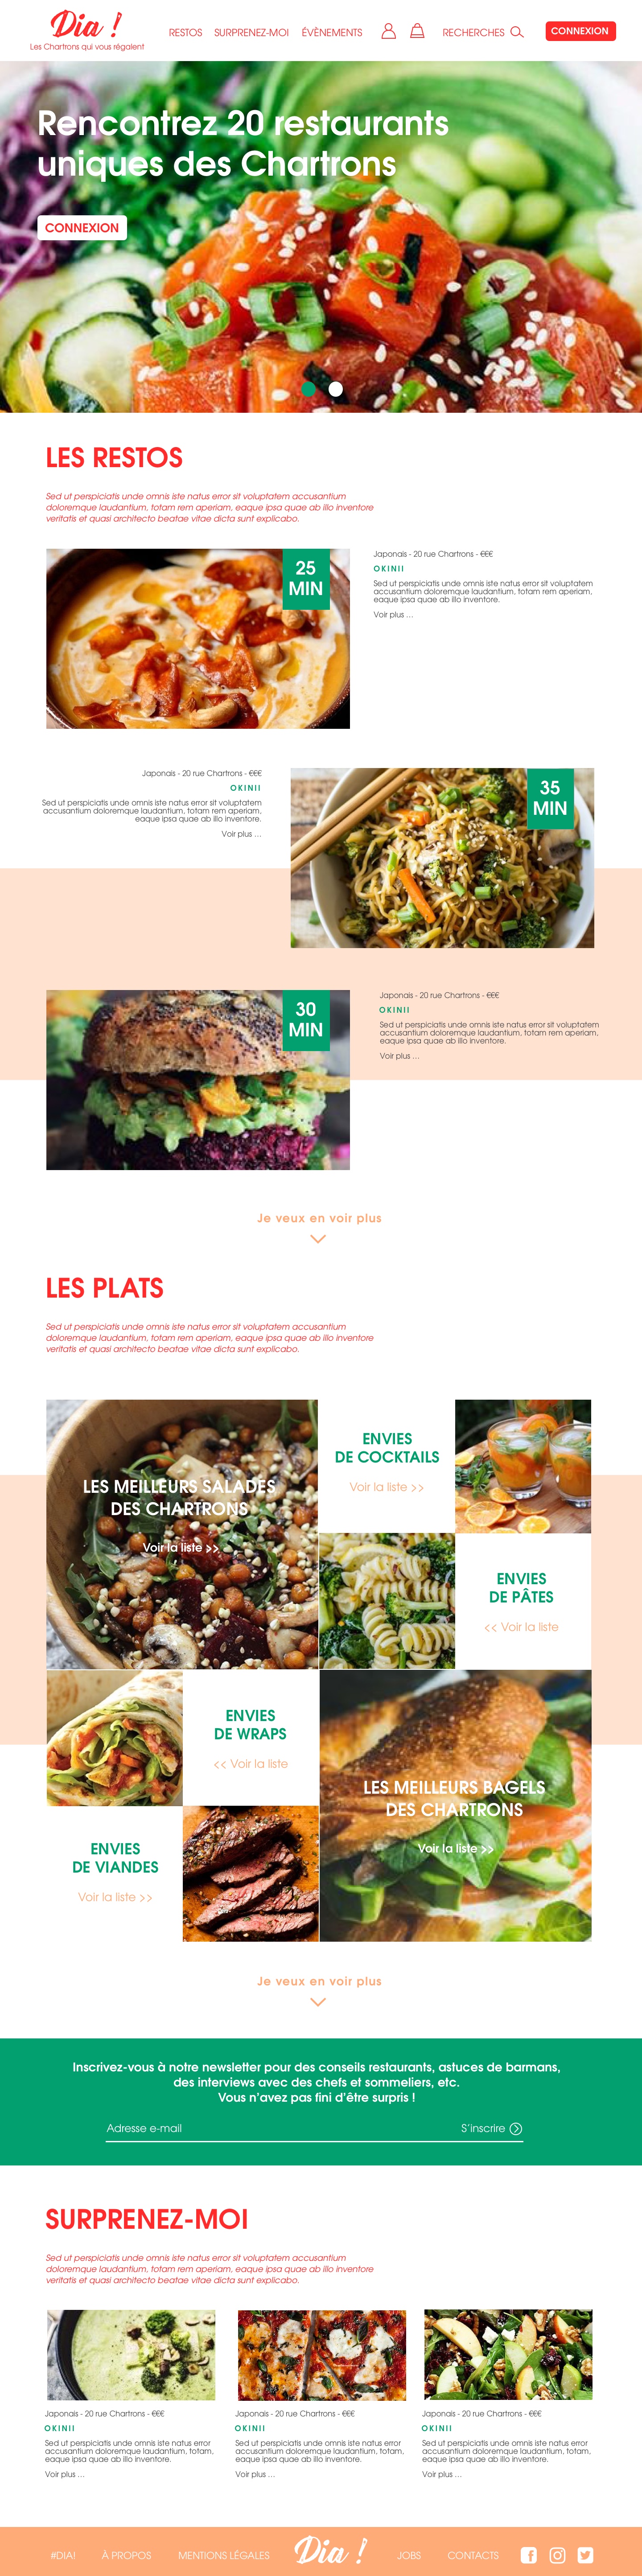 Dia !
Les Chartrons qui vous régalent
RESTOS
SURPRENEZ-MOI
ÉVÈNEMENTS
RECHERCHES
CONNEXION
Rencontrez 20 restaurants
uniques des Chartrons
CONNEXION
LES RESTOS
Sed ut perspiciatis unde omnis iste natus error sit voluptatem accusantium
doloremque laudantium, totam rem aperiam, eaque ipsa quae ab illo inventore
veritatis et quasi architecto beatae vitae dicta sunt explicabo.
25
MIN
Japonais - 20 rue Chartrons - €€€
OKINII
Sed ut perspiciatis unde omnis iste natus error sit voluptatem
accusantium doloremque laudantium, totam rem aperiam,
eaque ipsa quae ab illo inventore.
Voir plus ...
Japonais - 20 rue Chartrons - €€€
OKINII
Sed ut perspiciatis unde omnis iste natus error sit voluptatem
accusantium doloremque laudantium, totam rem aperiam,
eaque ipsa quae ab illo inventore.
Voir plus ...
35
MIN
30
MIN
Japonais - 20 rue Chartrons - €€€
OKINII
Sed ut perspiciatis unde omnis iste natus error sit voluptatem
accusantium doloremque laudantium, totam rem aperiam,
eaque ipsa quae ab illo inventore.
Voir plus ...
Je veux en voir plus
LES PLATS
Sed ut perspiciatis unde omnis iste natus error sit voluptatem accusantium
doloremque laudantium, totam rem aperiam, eaque ipsa quae ab illo inventore
veritatis et quasi architecto beatae vitae dicta sunt explicabo.
LES MEILLEURS SALADES
DES CHARTRONS
Voir la liste >>
ENVIES
DE COCKTAILS
Voir la liste >>
ENVIES
DE PÂTES
<< Voir la liste
ENVIES
DE WRAPS
<< Voir la liste
LES MEILLEURS BAGELS
DES CHARTRONS
Voir la liste >>
ENVIES
DE VIANDES
Voir la liste >>
Je veux en voir plus
Inscrivez-vous à notre newsletter pour des conseils restaurants, astuces de barmans,
des interviews avec des chefs et sommeliers, etc.
Vous n'avez pas fini d'être surpris !
Adresse e-mail
S'inscrire
SURPRENEZ-MOI
Sed ut perspiciatis unde omnis iste natus error sit voluptatem accusantium
doloremque laudantium, totam rem aperiam, eaque ipsa quae ab illo inventore
veritatis et quasi architecto beatae vitae dicta sunt explicabo.
Japonais - 20 rue Chartrons - €€€
OKINII
Sed ut perspiciatis unde omnis iste natus error
accusantium doloremque laudantium, totam,
eaque ipsa quae ab illo inventore.
Voir plus ...
Japonais - 20 rue Chartrons - €€€
OKINII
Sed ut perspiciatis unde omnis iste natus error
accusantium doloremque laudantium, totam,
eaque ipsa quae ab illo inventore.
Voir plus ...
Japonais - 20 rue Chartrons - €€€
OKINII
Sed ut perspiciatis unde omnis iste natus error
accusantium doloremque laudantium, totam,
eaque ipsa quae ab illo inventore.
Voir plus ...
#DIA!
À PROPOS
MENTIONS LÉGALES
Dia !
JOBS
CONTACTS